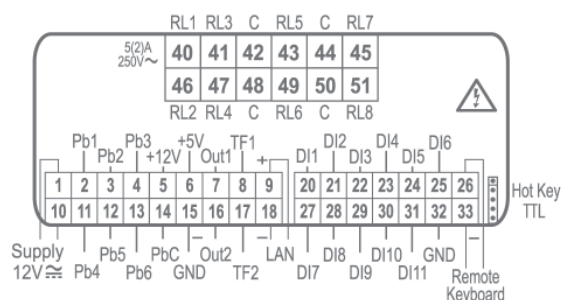 RL1 RL3 C RL5 C RL7
5(2)A
250V~
40 41 42 43 44 45
46 47 48 49 50 51
RL2 RL4 C RL6 C RL8
Pb1 Pb3 +5V TF1 DI2 DI4 DI6
Pb2 +12V Out1 + DI1 DI3 DI5
1 2 3 4 5 6 7 8 9 20 21 22 23 24 25 26
10 11 12 13 14 15 16 17 18 27 28 29 30 31 32 33
Hot Key
TTL
Supply Pb5 PbC – Out2 – LAN DI8 DI10 GND –
12V ⎓ Pb4 Pb6 GND TF2 DI7 DI9 DI11 Remote
Keyboard